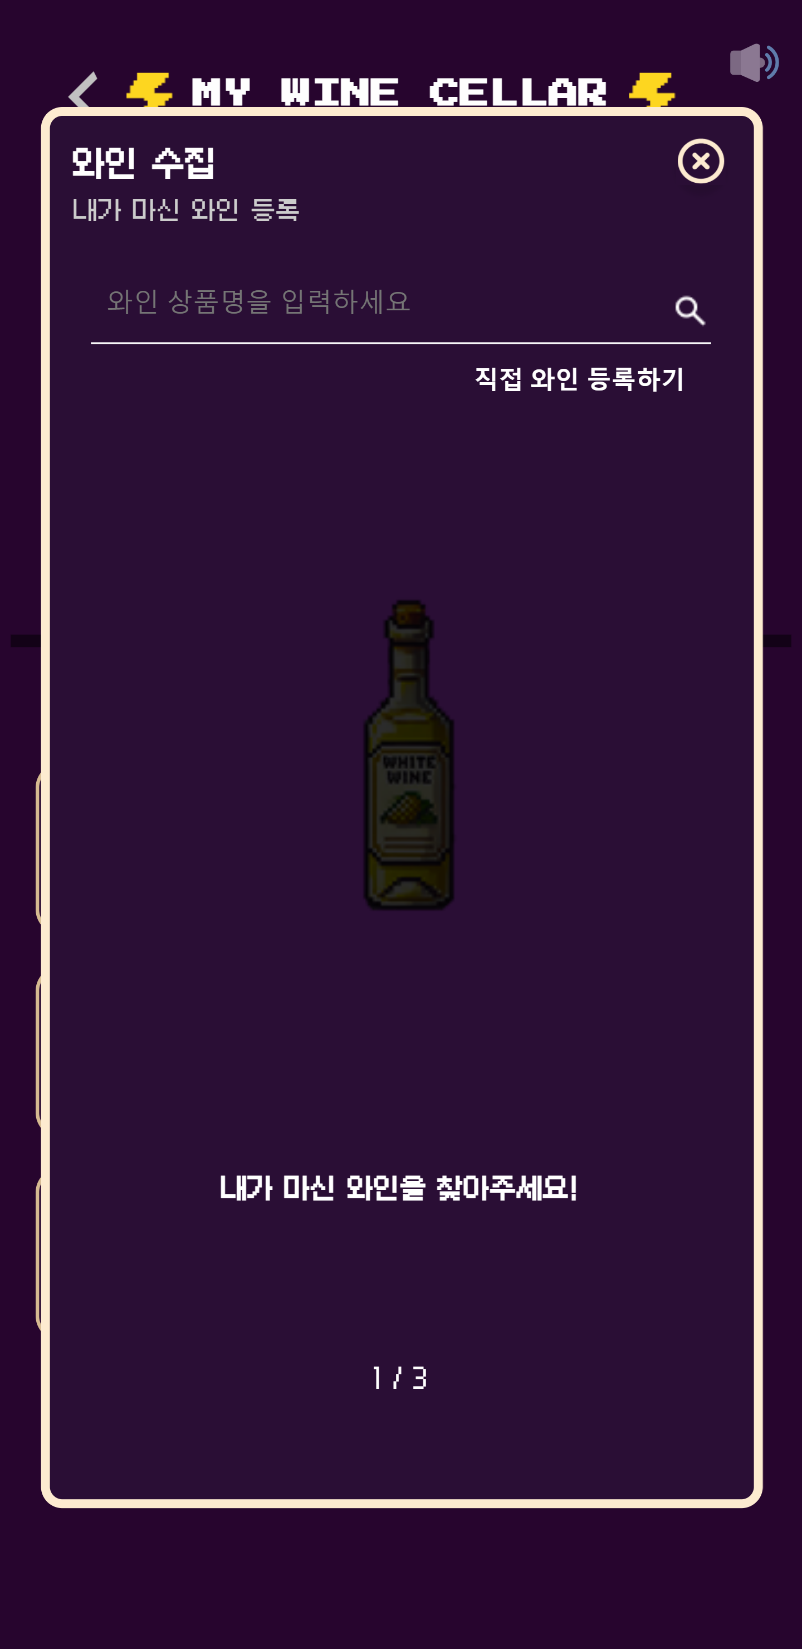 MY WINE CELLAR
와인 수집
내가 마신 와인 등록
와인 상품명을 입력하세요
직접 와인 등록하기
WHITE
WINE
내가 마신 와인을 찾아주세요!
1 / 3